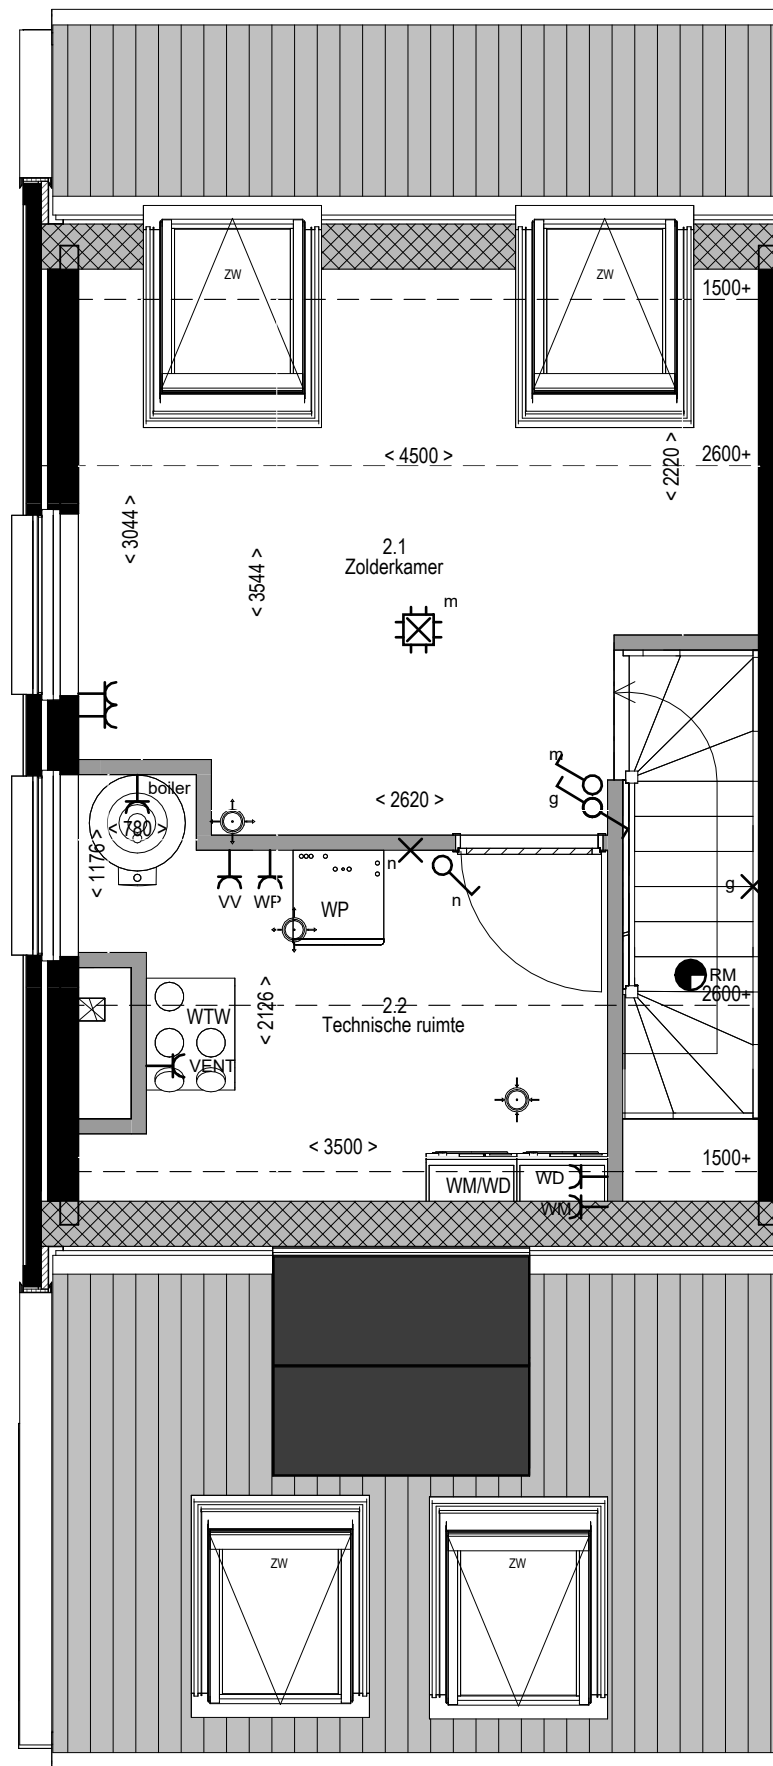 ZW
ZW
1500+
< 4500 >
< 2220 >
2600+
< 3044 >
< 3544 >
2.1
Zolderkamer
m
m
boiler
g
< 2620 >
< 780 >
< 1176 >
n
n
g
VV
WP
WP
RM
2600+
WTW
< 2126 >
2.2
Technische ruimte
VENT
< 3500 >
1500+
WM/WD
WD
WM
ZW
ZW